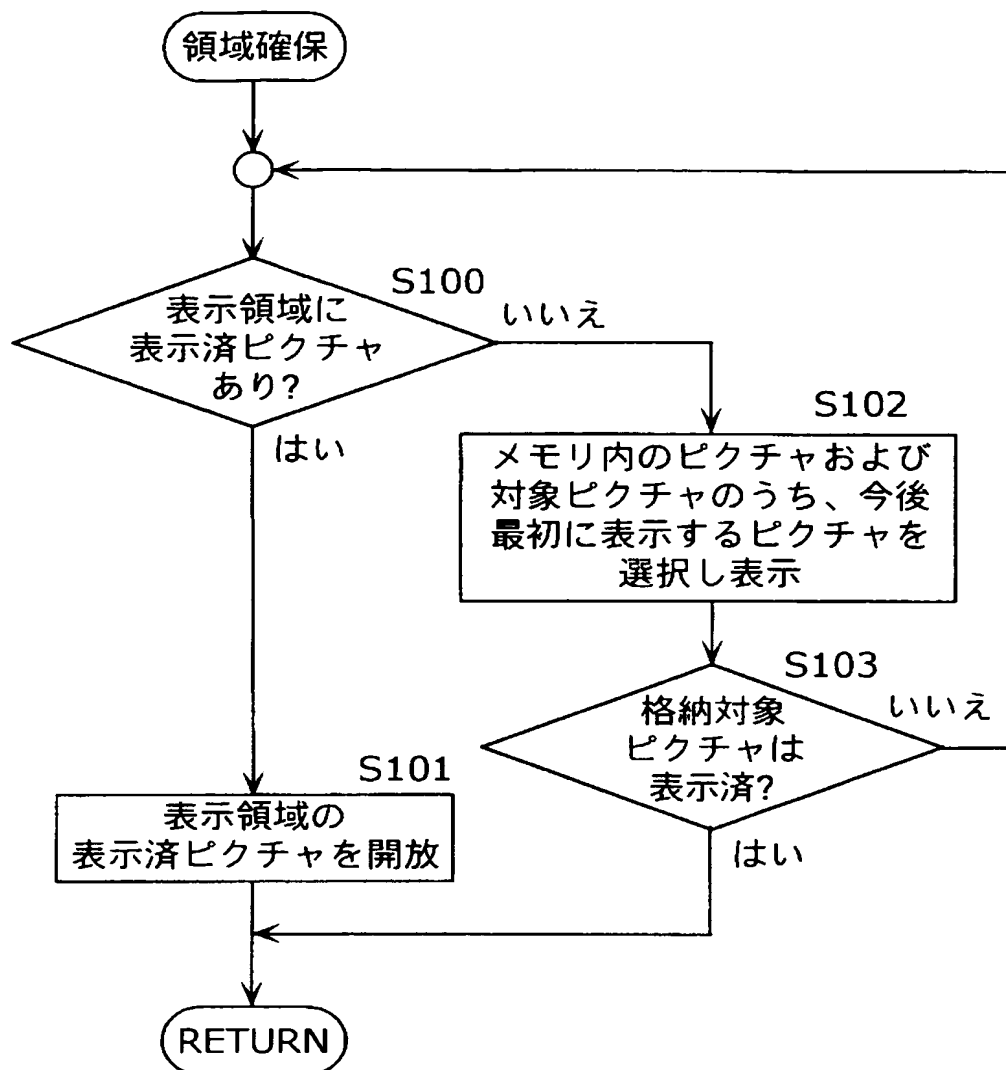 領域確保
S100
表示領域に
表示済ピクチャ
あり?
いいえ
はい
S102
メモリ内のピクチャおよび
対象ピクチャのうち、今後
最初に表示するピクチャを
選択し表示
S103
格納対象
ピクチャは
表示済?
いいえ
はい
S101
表示領域の
表示済ピクチャを開放
RETURN